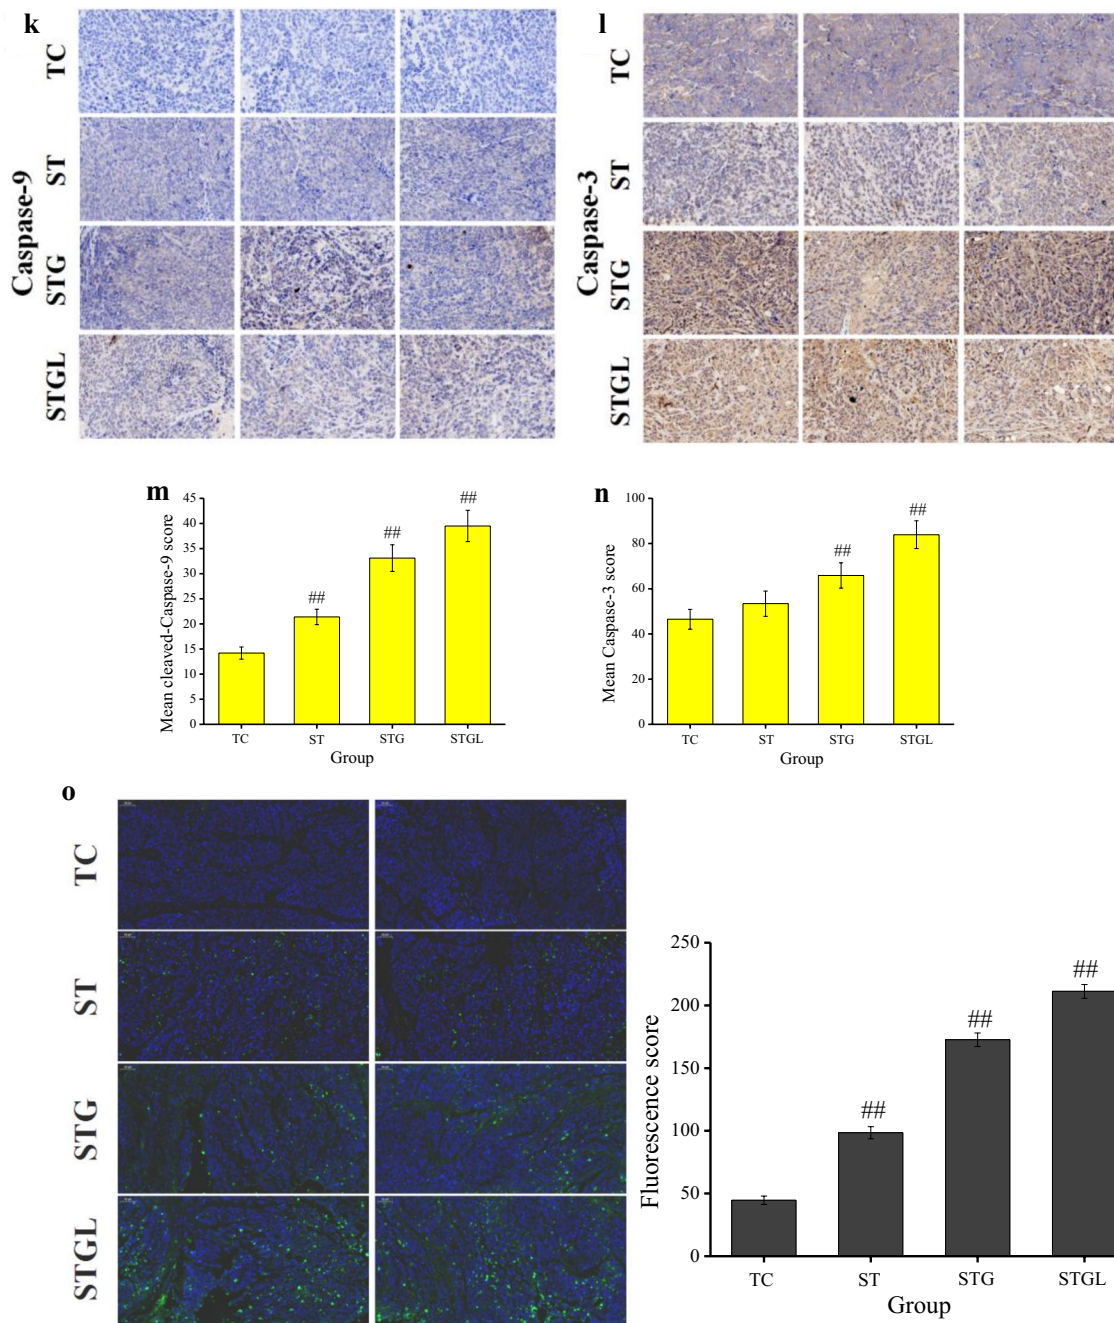 k
TC
ST
STG
STGL
Caspase-9
l
TC
ST
STG
STGL
Caspase-3
m
Mean cleaved-Caspase-9 score
45
40
35
30
25
20
15
10
5
0
##
##
##
TC
ST
STG
STGL
Group
n
Mean Caspase-3 score
100
80
60
40
20
0
##
##
TC
ST
STG
STGL
Group
o
TC
ST
STG
STGL
Fluorescence score
250
200
150
100
50
0
##
##
##
TC
ST
STG
STGL
Group